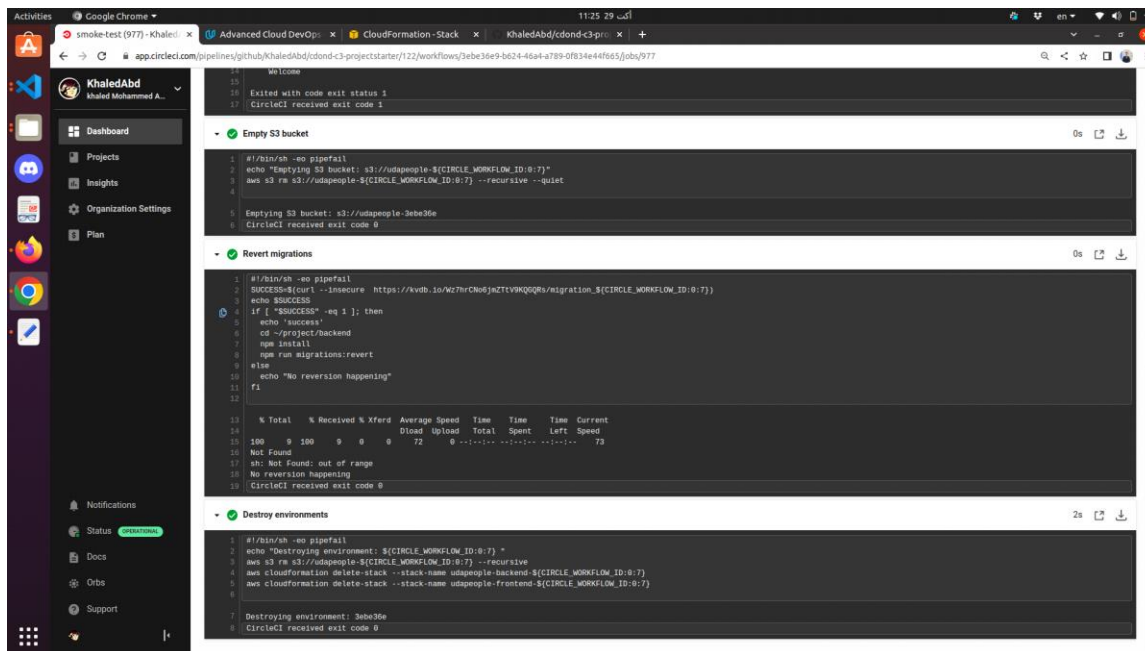 Activities
Google Chrome
11:25 29 أكت
en
smoke-test (977) - Khaled
Advanced Cloud DevOps
CloudFormation - Stack
KhaledAbd/cdond-c3-pro
app.circleci.com/pipelines/github/KhaledAbd/cdond-c3-projectstarter/122/workflows/3ebe36e9-b624-46a4-a789-0f834e44f665/jobs/977
KhaledAbd
khaled Mohammed A...
Dashboard
Projects
Insights
Organization Settings
Plan
Notifications
Status OPERATIONAL
Docs
Orbs
Support
14 Welcome
15
16 Exited with code exit status 1
17 CircleCI received exit code 1
Empty S3 bucket 0s
1 #!/bin/sh -eo pipefail
2 echo "Emptying S3 bucket: s3://udapeople-${CIRCLE_WORKFLOW_ID:0:7}"
3 aws s3 rm s3://udapeople-${CIRCLE_WORKFLOW_ID:0:7} --recursive --quiet
4
5 Emptying S3 bucket: s3://udapeople-3ebe36e
6 CircleCI received exit code 0
Revert migrations 0s
1 #!/bin/sh -eo pipefail
2 SUCCESS=$(curl --insecure https://kvdb.io/Wz7hrCNo6jmZTtV9KQGQRs/migration_${CIRCLE_WORKFLOW_ID:0:7})
3 echo $SUCCESS
4 if [ "$SUCCESS" -eq 1 ]; then
5 echo 'success'
6 cd ~/project/backend
7 npm install
8 npm run migrations:revert
9 else
10 echo "No reversion happening"
11 fi
12
13 % Total % Received % Xferd Average Speed Time Time Time Current
14 Dload Upload Total Spent Left Speed
15 100 9 100 9 0 0 72 0 --:--:-- --:--:-- --:--:-- 73
16 Not Found
17 sh: Not Found: out of range
18 No reversion happening
19 CircleCI received exit code 0
Destroy environments 2s
1 #!/bin/sh -eo pipefail
2 echo "Destroying environment: ${CIRCLE_WORKFLOW_ID:0:7} "
3 aws s3 rm s3://udapeople-${CIRCLE_WORKFLOW_ID:0:7} --recursive
4 aws cloudformation delete-stack --stack-name udapeople-backend-${CIRCLE_WORKFLOW_ID:0:7}
5 aws cloudformation delete-stack --stack-name udapeople-frontend-${CIRCLE_WORKFLOW_ID:0:7}
6
7 Destroying environment: 3ebe36e
8 CircleCI received exit code 0